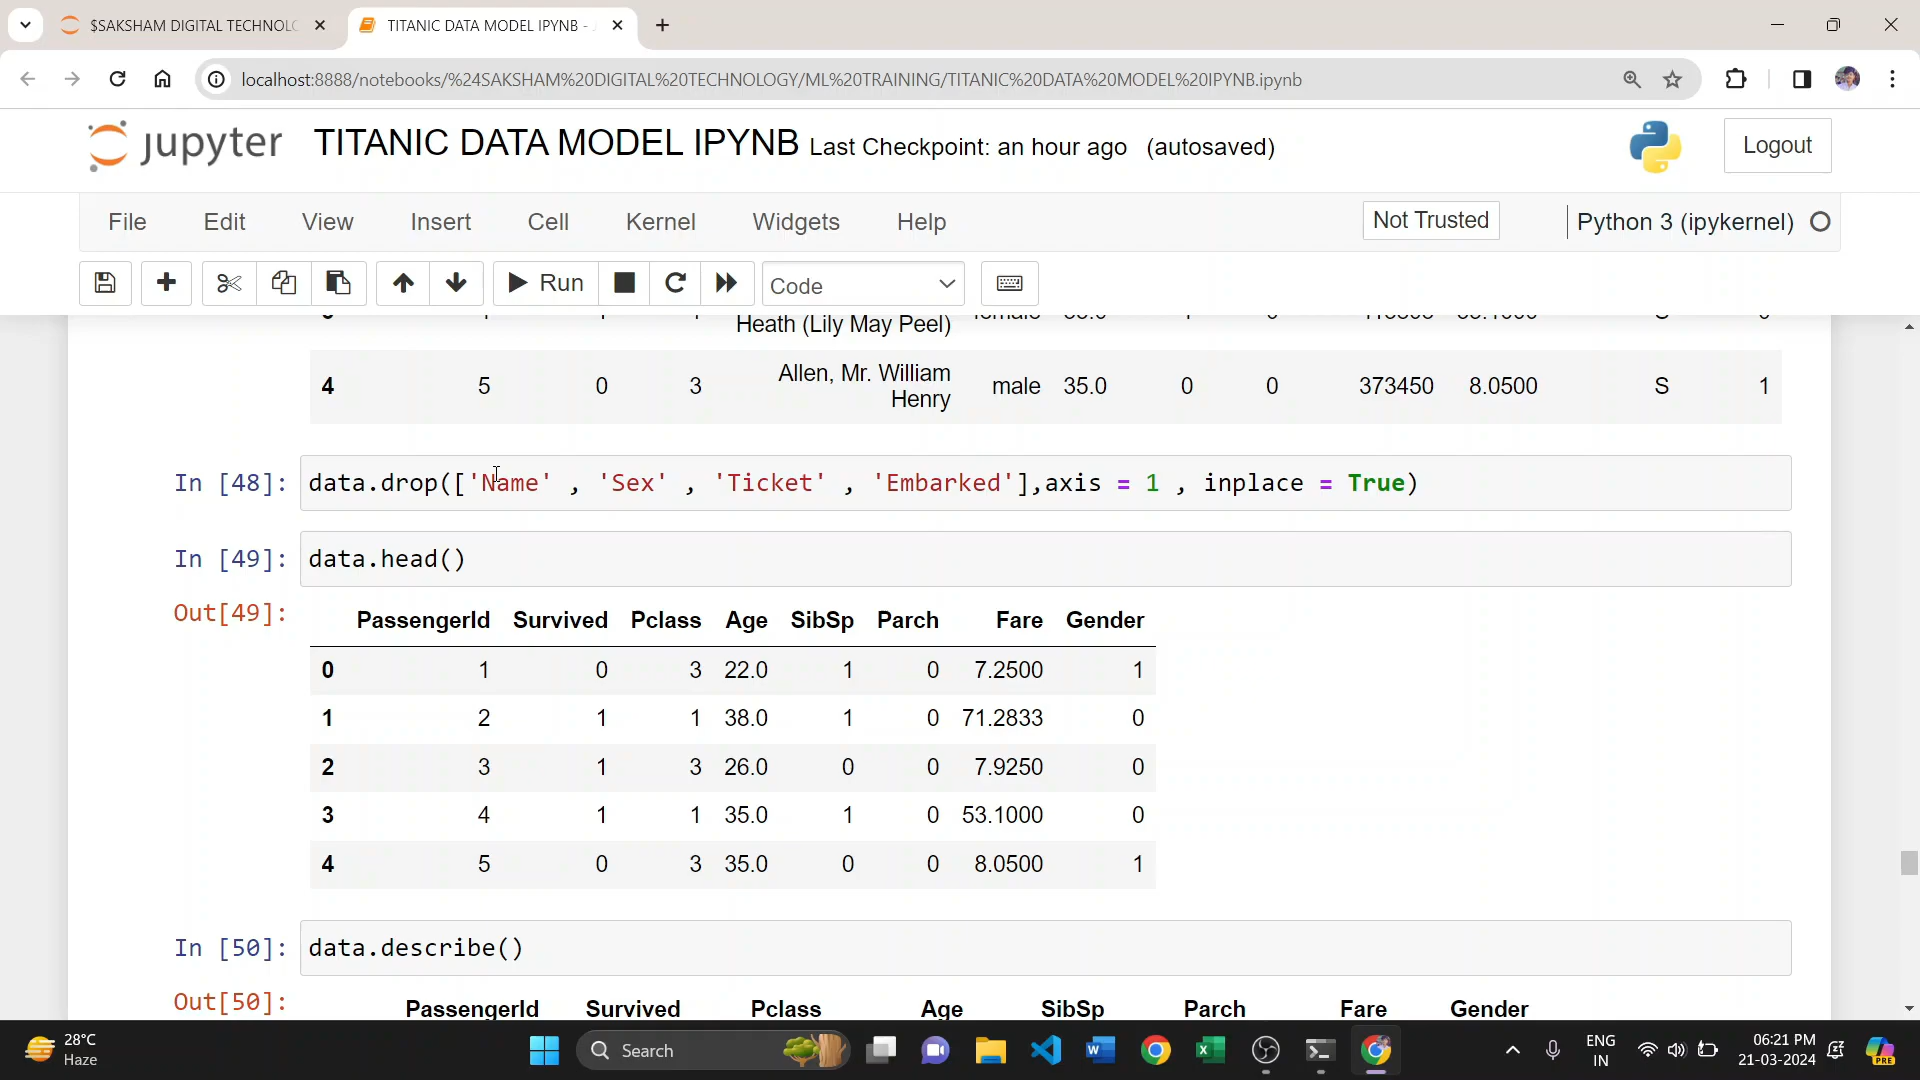 $SAKSHAM DIGITAL TECHNOLO
TITANIC DATA MODEL IPYNB -
localhost:8888/notebooks/%24SAKSHAM%20DIGITAL%20TECHNOLOGY/ML%20TRAINING/TITANIC%20DATA%20MODEL%20IPYNB.ipynb
jupyter TITANIC DATA MODEL IPYNB Last Checkpoint: an hour ago (autosaved)
Logout
File Edit View Insert Cell Kernel Widgets Help
Not Trusted
Python 3 (ipykernel)
Run
Code
Heath (Lily May Peel)
4 5 0 3 Allen, Mr. William Henry male 35.0 0 0 373450 8.0500 S 1
In [48]: data.drop(['Name' , 'Sex' , 'Ticket' , 'Embarked'],axis = 1 , inplace = True)
In [49]: data.head()
Out[49]:
PassengerId Survived Pclass Age SibSp Parch Fare Gender
0 1 0 3 22.0 1 0 7.2500 1
1 2 1 1 38.0 1 0 71.2833 0
2 3 1 3 26.0 0 0 7.9250 0
3 4 1 1 35.0 1 0 53.1000 0
4 5 0 3 35.0 0 0 8.0500 1
In [50]: data.describe()
Out[50]:
PassengerId Survived Pclass Age SibSp Parch Fare Gender
28°C
Haze
Search
ENG
IN
06:21 PM
21-03-2024
PRE